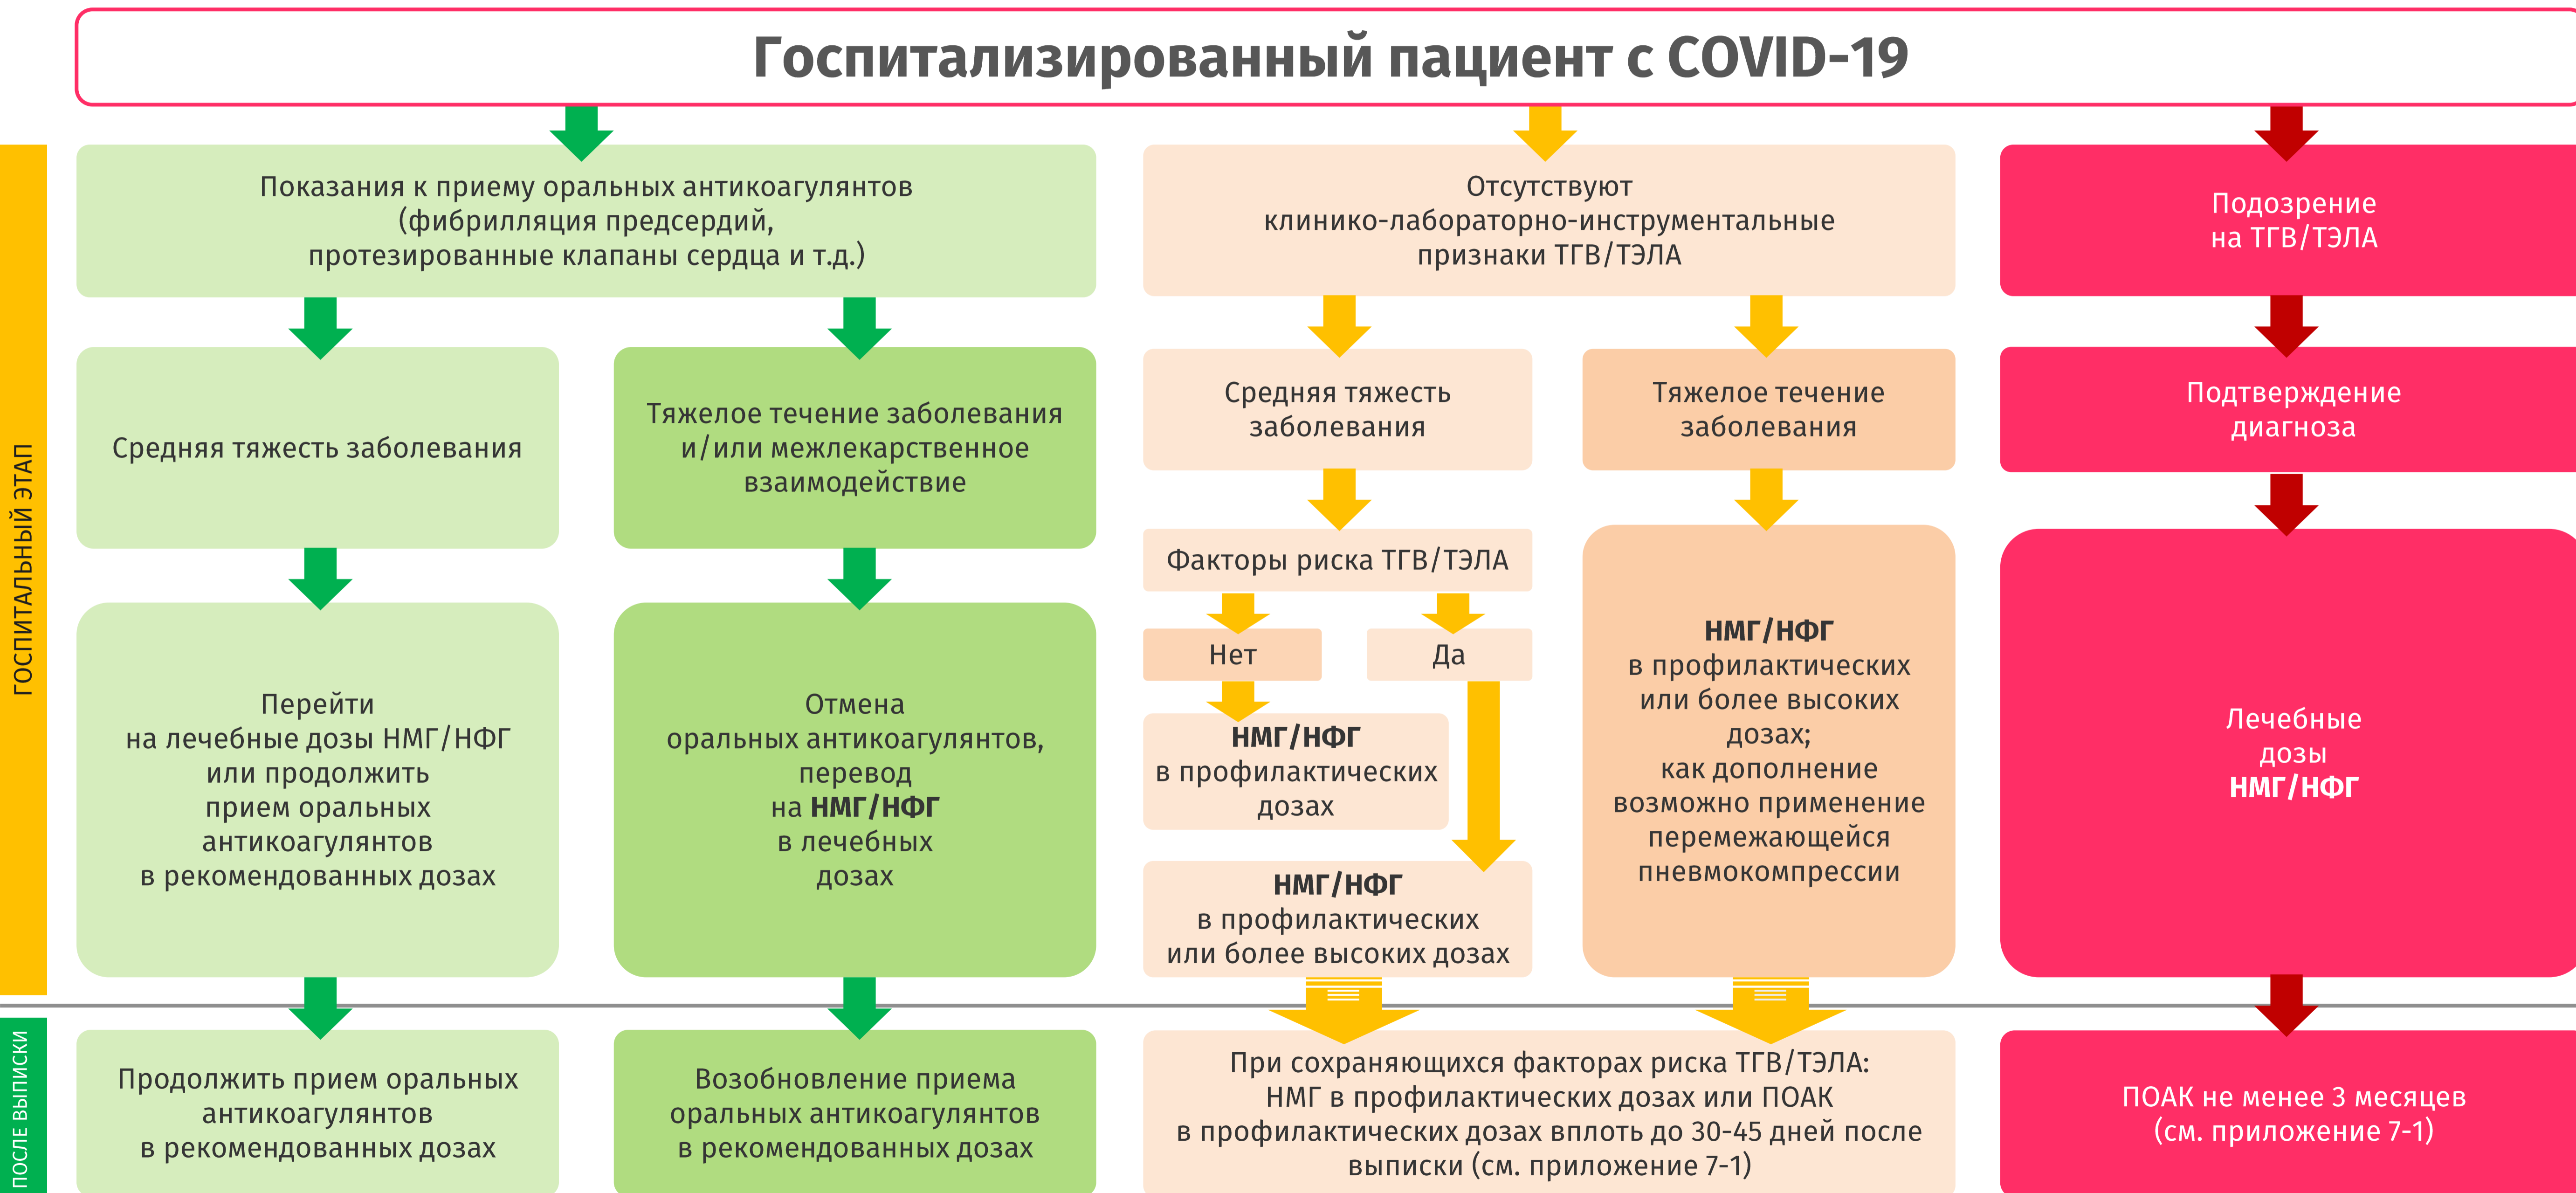 Госпитализированный пациент с COVID-19
ГОСПИТАЛЬНЫЙ ЭТАП
Показания к приему оральных антикоагулянтов
(фибрилляция предсердий,
протезированные клапаны сердца и т.д.)
Средняя тяжесть заболевания
Перейти
на лечебные дозы НМГ/НФГ
или продолжить
прием оральных
антикоагулянтов
в рекомендованных дозах
Тяжелое течение заболевания
и/или межлекарственное
взаимодействие
Отмена
оральных антикоагулянтов,
перевод
на НМГ/НФГ
в лечебных
дозах
Отсутствуют
клинико-лабораторно-инструментальные
признаки ТГВ/ТЭЛА
Средняя тяжесть
заболевания
Факторы риска ТГВ/ТЭЛА
Нет
Да
НМГ/НФГ
в профилактических
дозах
НМГ/НФГ
в профилактических
или более высоких дозах
Тяжелое течение
заболевания
НМГ/НФГ
в профилактических
или более высоких
дозах;
как дополнение
возможно применение
перемежающейся
пневмокомпрессии
Подозрение
на ТГВ/ТЭЛА
Подтверждение
диагноза
Лечебные
дозы
НМГ/НФГ
ПОСЛЕ ВЫПИСКИ
Продолжить прием оральных
антикоагулянтов
в рекомендованных дозах
Возобновление приема
оральных антикоагулянтов
в рекомендованных дозах
При сохраняющихся факторах риска ТГВ/ТЭЛА:
НМГ в профилактических дозах или ПОАК
в профилактических дозах вплоть до 30-45 дней после
выписки (см. приложение 7-1)
ПОАК не менее 3 месяцев
(см. приложение 7-1)